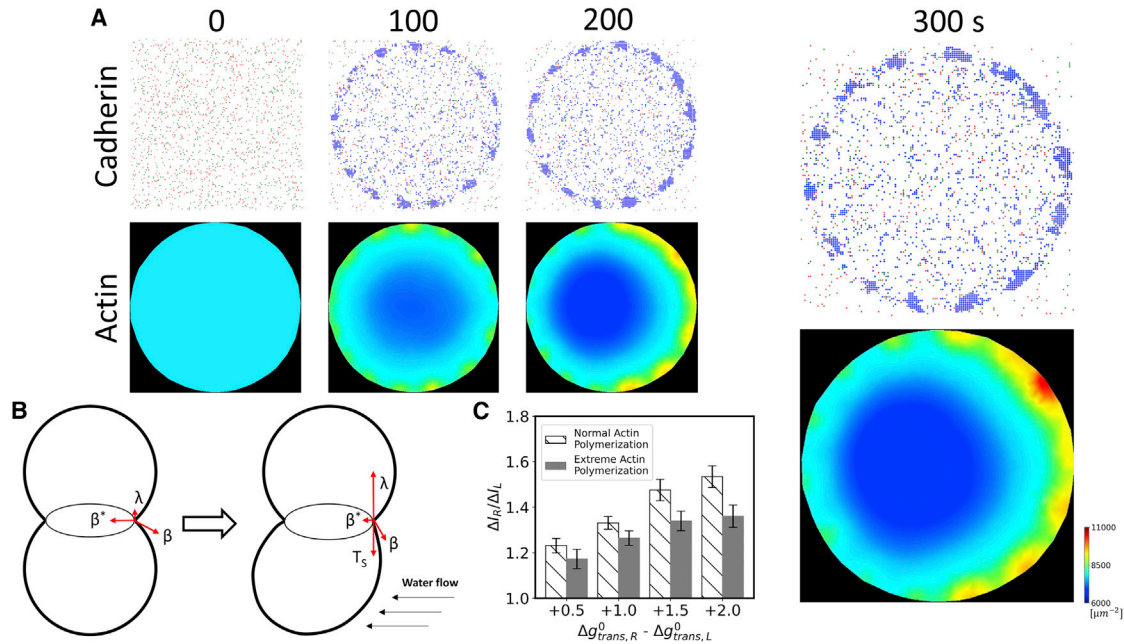 A
0
100
200
300 s
Cadherin
Actin
B
λ
β*
β
λ
β*
β
T_S
Water flow
C
1.8
1.6
1.4
1.2
1.0
ΔI_R/ΔI_L
Normal Actin
Polymerization
Extreme Actin
Polymerization
+0.5 +1.0 +1.5 +2.0
Δg⁰_trans,R - Δg⁰_trans,L
11000
8500
6000
[μm⁻²]